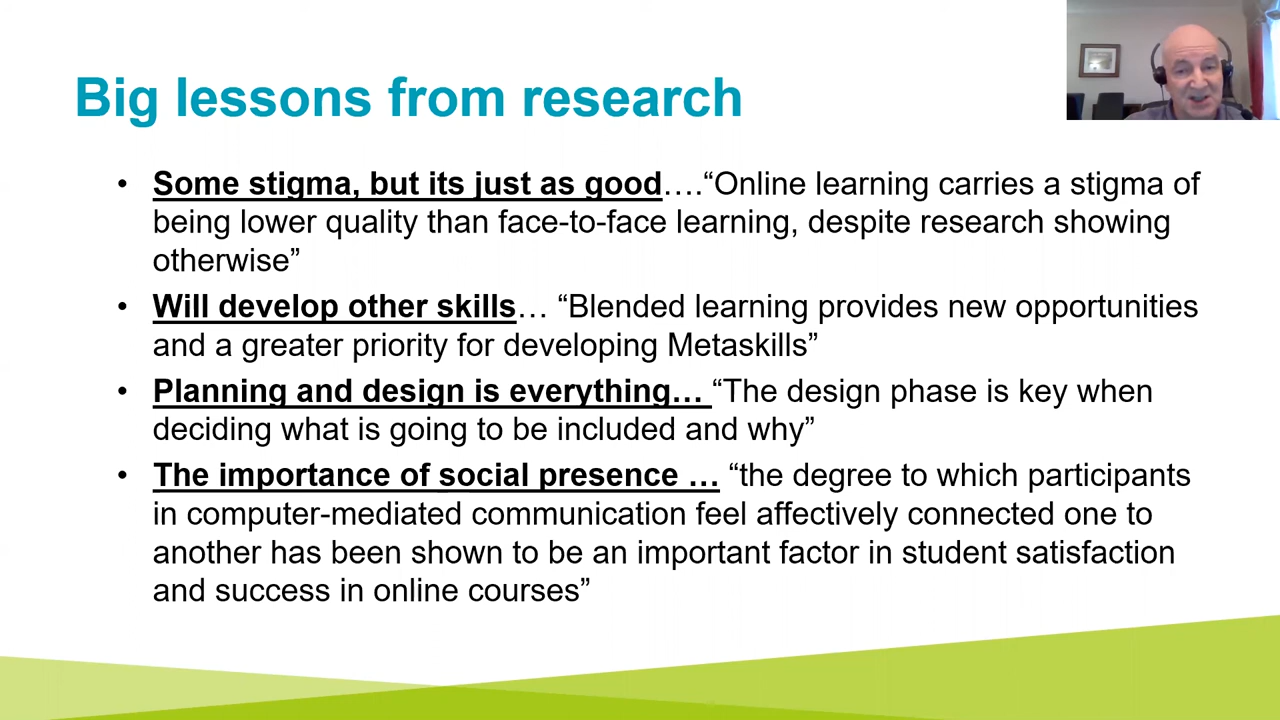 Big lessons from research
• Some stigma, but its just as good….“Online learning carries a stigma of
being lower quality than face-to-face learning, despite research showing
otherwise”
• Will develop other skills… “Blended learning provides new opportunities
and a greater priority for developing Metaskills”
• Planning and design is everything… “The design phase is key when
deciding what is going to be included and why”
• The importance of social presence … “the degree to which participants
in computer-mediated communication feel affectively connected one to
another has been shown to be an important factor in student satisfaction
and success in online courses”